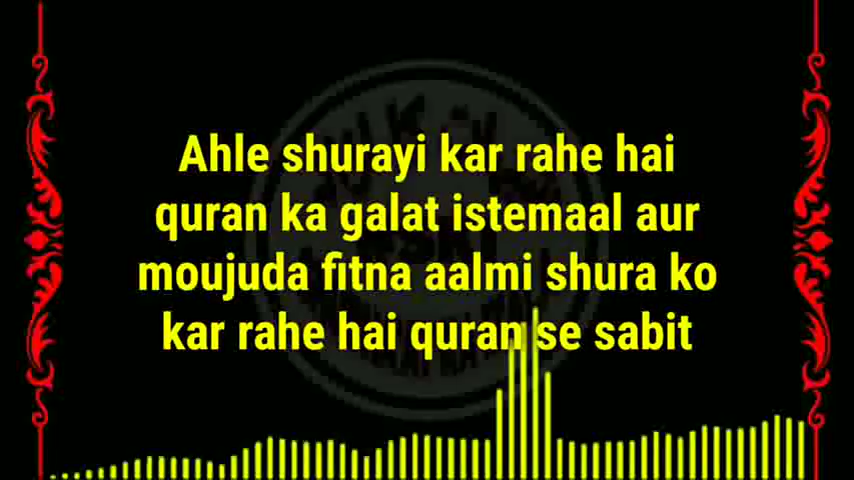 Ahle shurayi kar rahe hai
quran ka galat istemaal aur
moujuda fitna aalmi shura ko
kar rahe hai quran se sabit